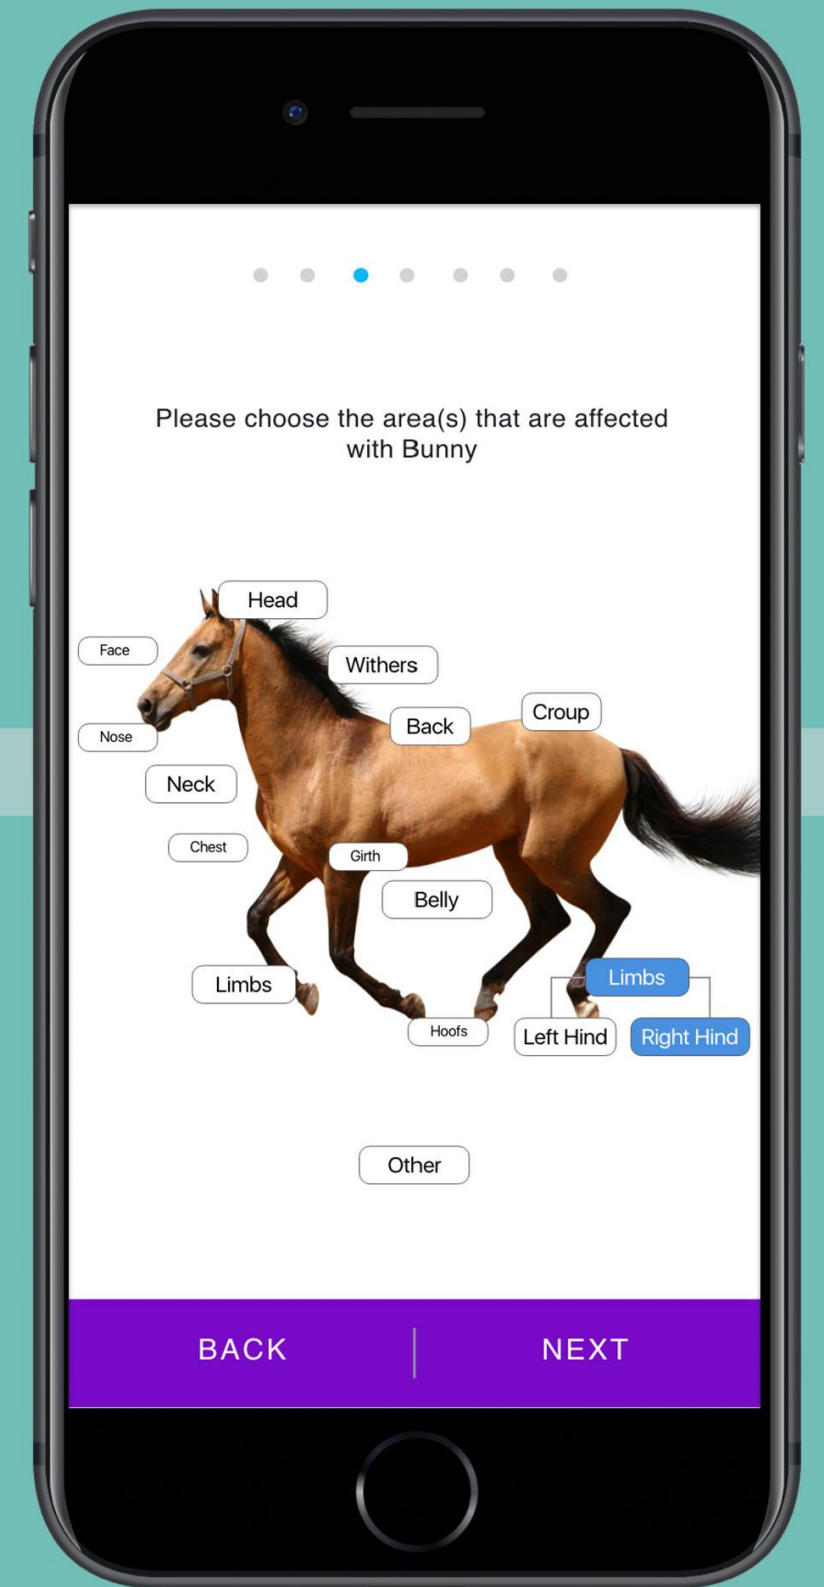 Please choose the area(s) that are affected
with Bunny
Head
Face
Withers
Croup
Back
Nose
Neck
Chest
Girth
Belly
Limbs
Limbs
Hoofs
Left Hind
Right Hind
Other
BACK
NEXT